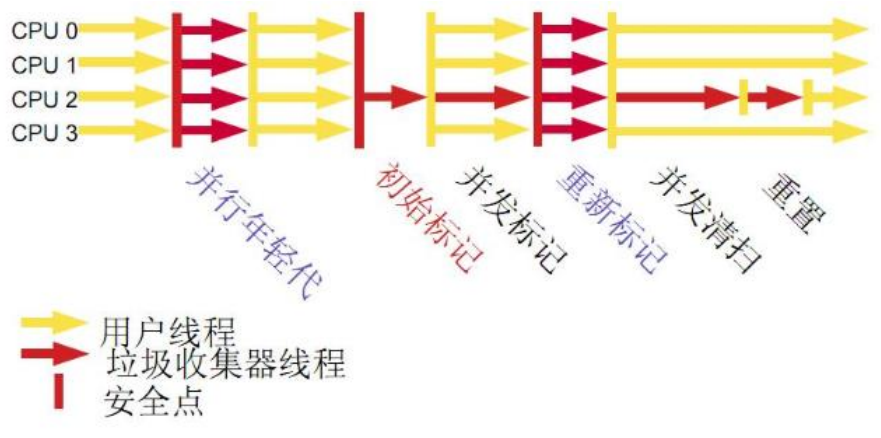 CPU 0
CPU 1
CPU 2
CPU 3
并行年轻代
初始标记
并发标记
重新标记
并发清扫
重置
用户线程
垃圾收集器线程
安全点